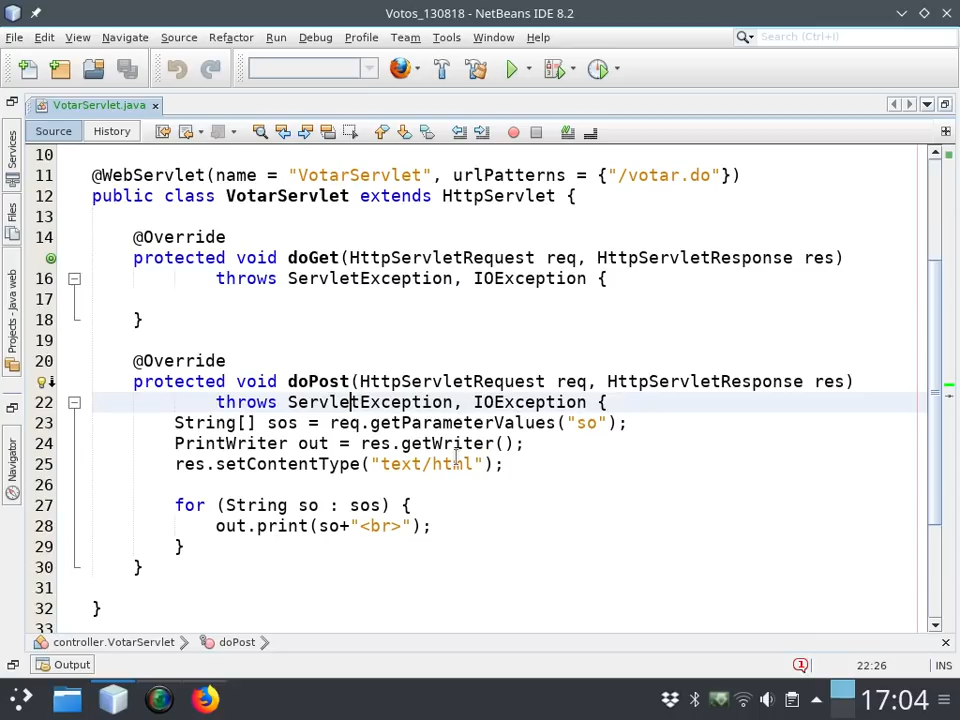 Votos_130818 - NetBeans IDE 8.2
File Edit View Navigate Source Refactor Run Debug Profile Team Tools Window Help
Search (Ctrl+I)
VotarServlet.java
Source History
Services
Files
Projects - Java web
Navigator
10
11 @WebServlet(name = "VotarServlet", urlPatterns = {"/votar.do"})
12 public class VotarServlet extends HttpServlet {
13
14 @Override
protected void doGet(HttpServletRequest req, HttpServletResponse res)
16 throws ServletException, IOException {
17
18 }
19
20 @Override
protected void doPost(HttpServletRequest req, HttpServletResponse res)
22 throws ServletException, IOException {
23 String[] sos = req.getParameterValues("so");
24 PrintWriter out = res.getWriter();
25 res.setContentType("text/html");
26
27 for (String so : sos) {
28 out.print(so+"<br>");
29 }
30 }
31
32 }
33
controller.VotarServlet doPost
Output
1 22:26 INS
17:04